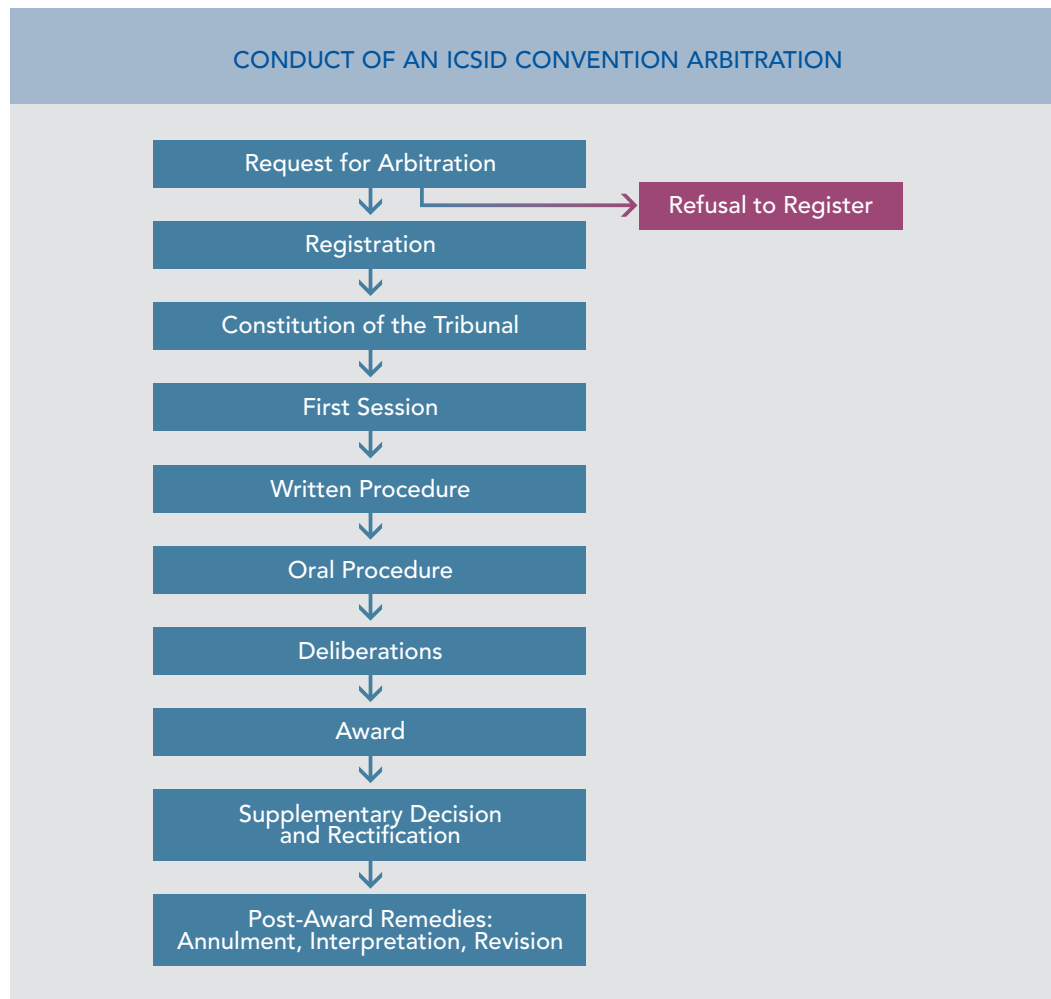 CONDUCT OF AN ICSID CONVENTION ARBITRATION
Request for Arbitration
Refusal to Register
Registration
Constitution of the Tribunal
First Session
Written Procedure
Oral Procedure
Deliberations
Award
Supplementary Decision
and Rectification
Post-Award Remedies:
Annulment, Interpretation, Revision